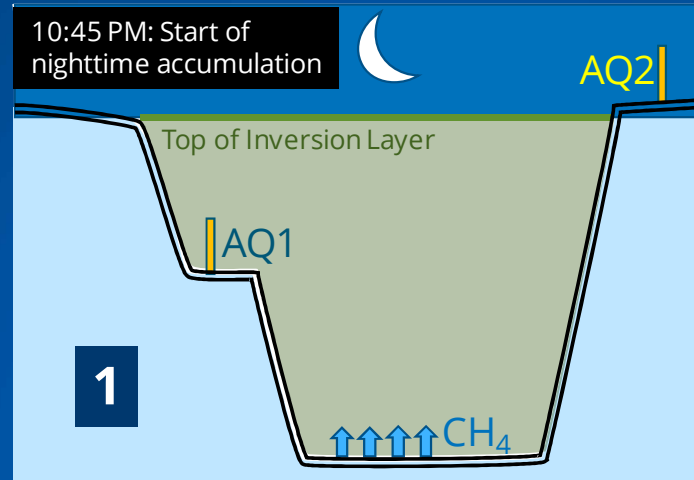 10:45 PM: Start of
nighttime accumulation
AQ2
Top of Inversion Layer
AQ1
1
CH₄